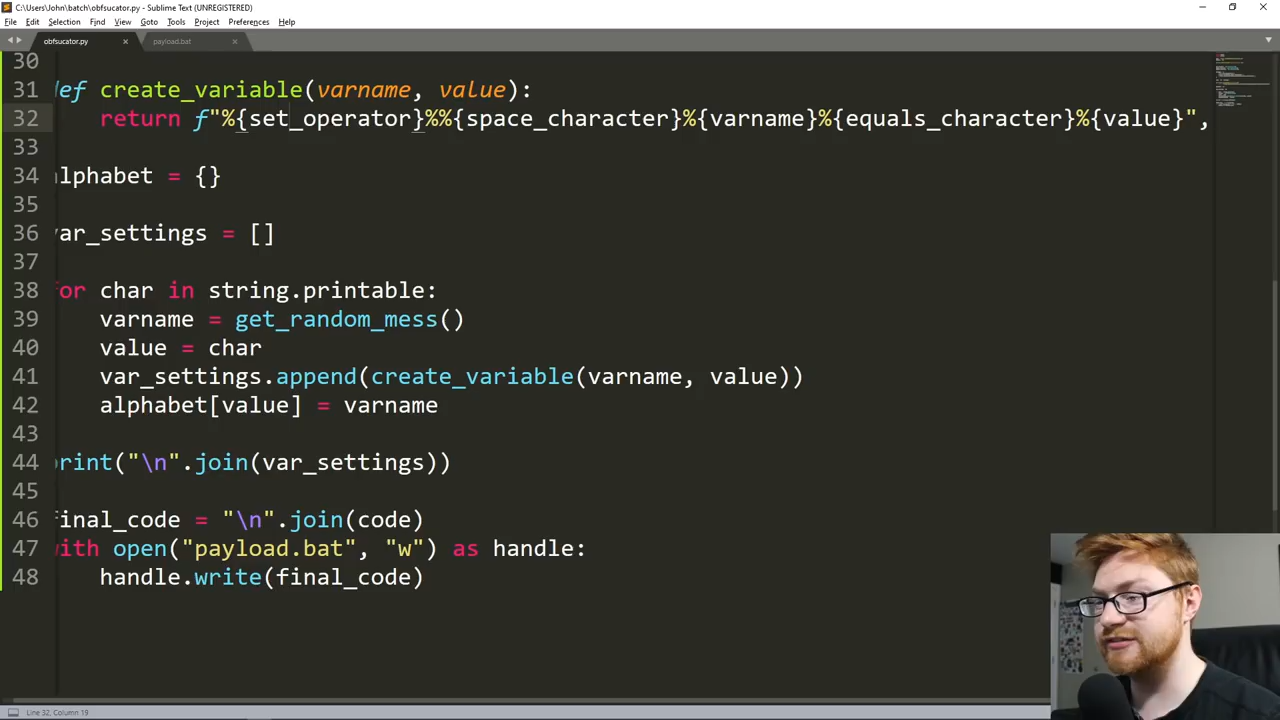 C:\Users\John\batch\obfsucator.py - Sublime Text (UNREGISTERED)
File Edit Selection Find View Goto Tools Project Preferences Help
obfsucator.py × payload.bat ×
30
31 def create_variable(varname, value):
32 return f"%{set_operator}%%{space_character}%{varname}%{equals_character}%{value}",
33
34 alphabet = {}
35
36 var_settings = []
37
38 for char in string.printable:
39 varname = get_random_mess()
40 value = char
41 var_settings.append(create_variable(varname, value))
42 alphabet[value] = varname
43
44 print("\n".join(var_settings))
45
46 final_code = "\n".join(code)
47 with open("payload.bat", "w") as handle:
48 handle.write(final_code)
Line 32, Column 19